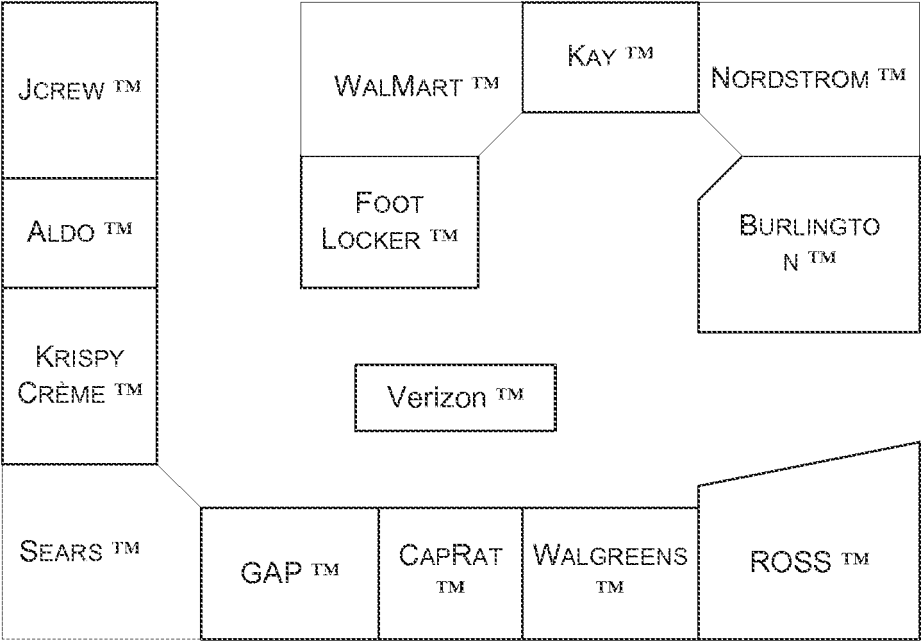 JCREW ™
WALMART ™
KAY ™
NORDSTROM ™
ALDO ™
FOOT
LOCKER ™
BURLINGTO
N ™
KRISPY
CRÈME ™
Verizon ™
SEARS ™
GAP ™
CAPRAT
™
WALGREENS
™
ROSS ™